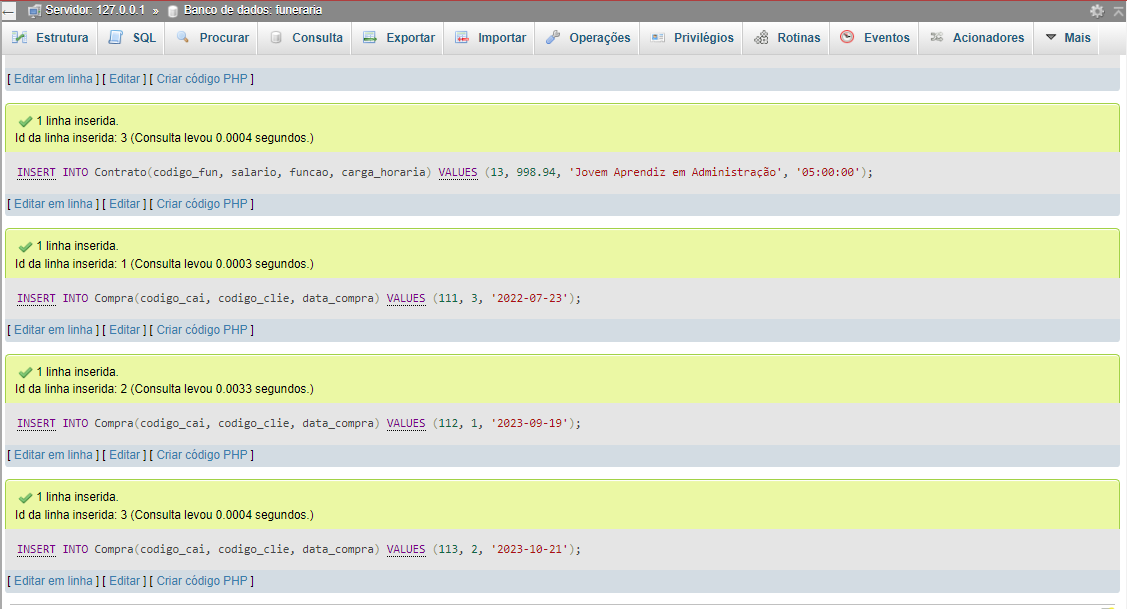 Servidor: 127.0.0.1 » Banco de dados: funeraria
Estrutura SQL Procurar Consulta Exportar Importar Operações Privilégios Rotinas Eventos Acionadores Mais
[ Editar em linha ] [ Editar ] [ Criar código PHP ]
1 linha inserida.
Id da linha inserida: 3 (Consulta levou 0.0004 segundos.)
INSERT INTO Contrato(codigo_fun, salario, funcao, carga_horaria) VALUES (13, 998.94, 'Jovem Aprendiz em Administração', '05:00:00');
[ Editar em linha ] [ Editar ] [ Criar código PHP ]
1 linha inserida.
Id da linha inserida: 1 (Consulta levou 0.0003 segundos.)
INSERT INTO Compra(codigo_cai, codigo_clie, data_compra) VALUES (111, 3, '2022-07-23');
[ Editar em linha ] [ Editar ] [ Criar código PHP ]
1 linha inserida.
Id da linha inserida: 2 (Consulta levou 0.0033 segundos.)
INSERT INTO Compra(codigo_cai, codigo_clie, data_compra) VALUES (112, 1, '2023-09-19');
[ Editar em linha ] [ Editar ] [ Criar código PHP ]
1 linha inserida.
Id da linha inserida: 3 (Consulta levou 0.0004 segundos.)
INSERT INTO Compra(codigo_cai, codigo_clie, data_compra) VALUES (113, 2, '2023-10-21');
[ Editar em linha ] [ Editar ] [ Criar código PHP ]